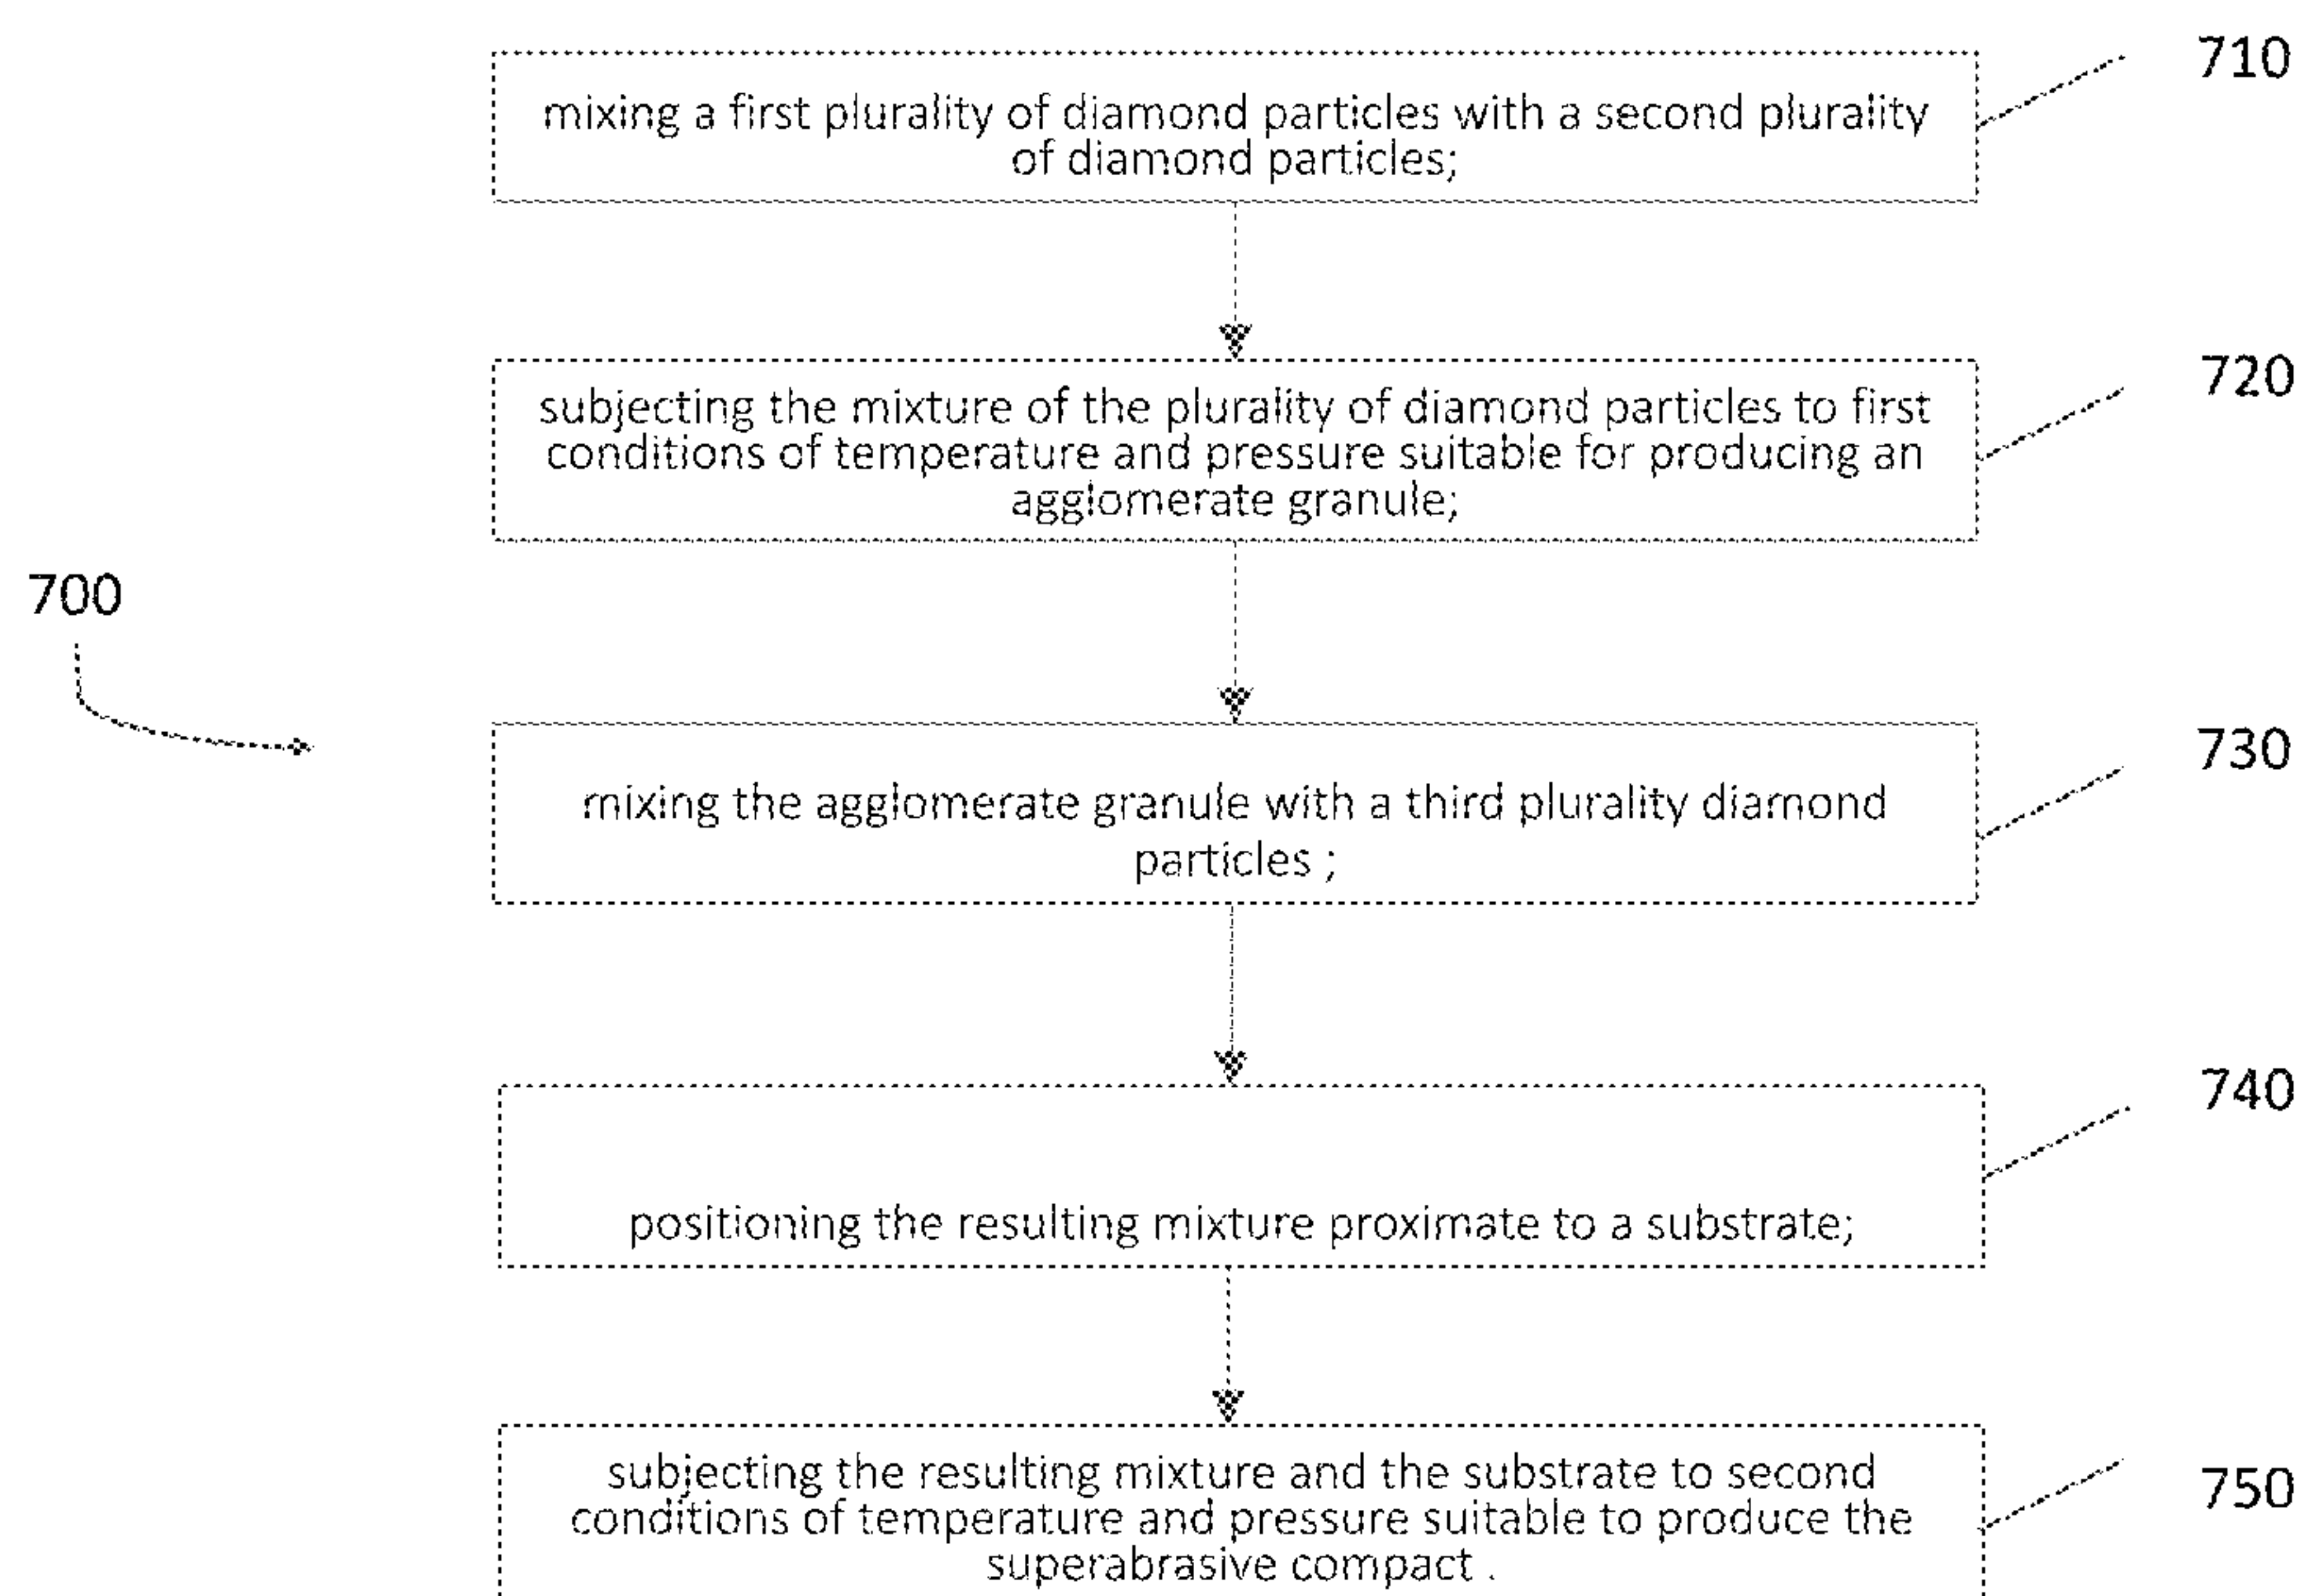 710
mixing a first plurality of diamond particles with a second plurality
of diamond particles;
720
subjecting the mixture of the plurality of diamond particles to first
conditions of temperature and pressure suitable for producing an
agglomerate granule;
700
730
mixing the agglomerate granule with a third plurality diamond
particles ;
740
positioning the resulting mixture proximate to a substrate;
750
subjecting the resulting mixture and the substrate to second
conditions of temperature and pressure suitable to produce the
superabrasive compact .